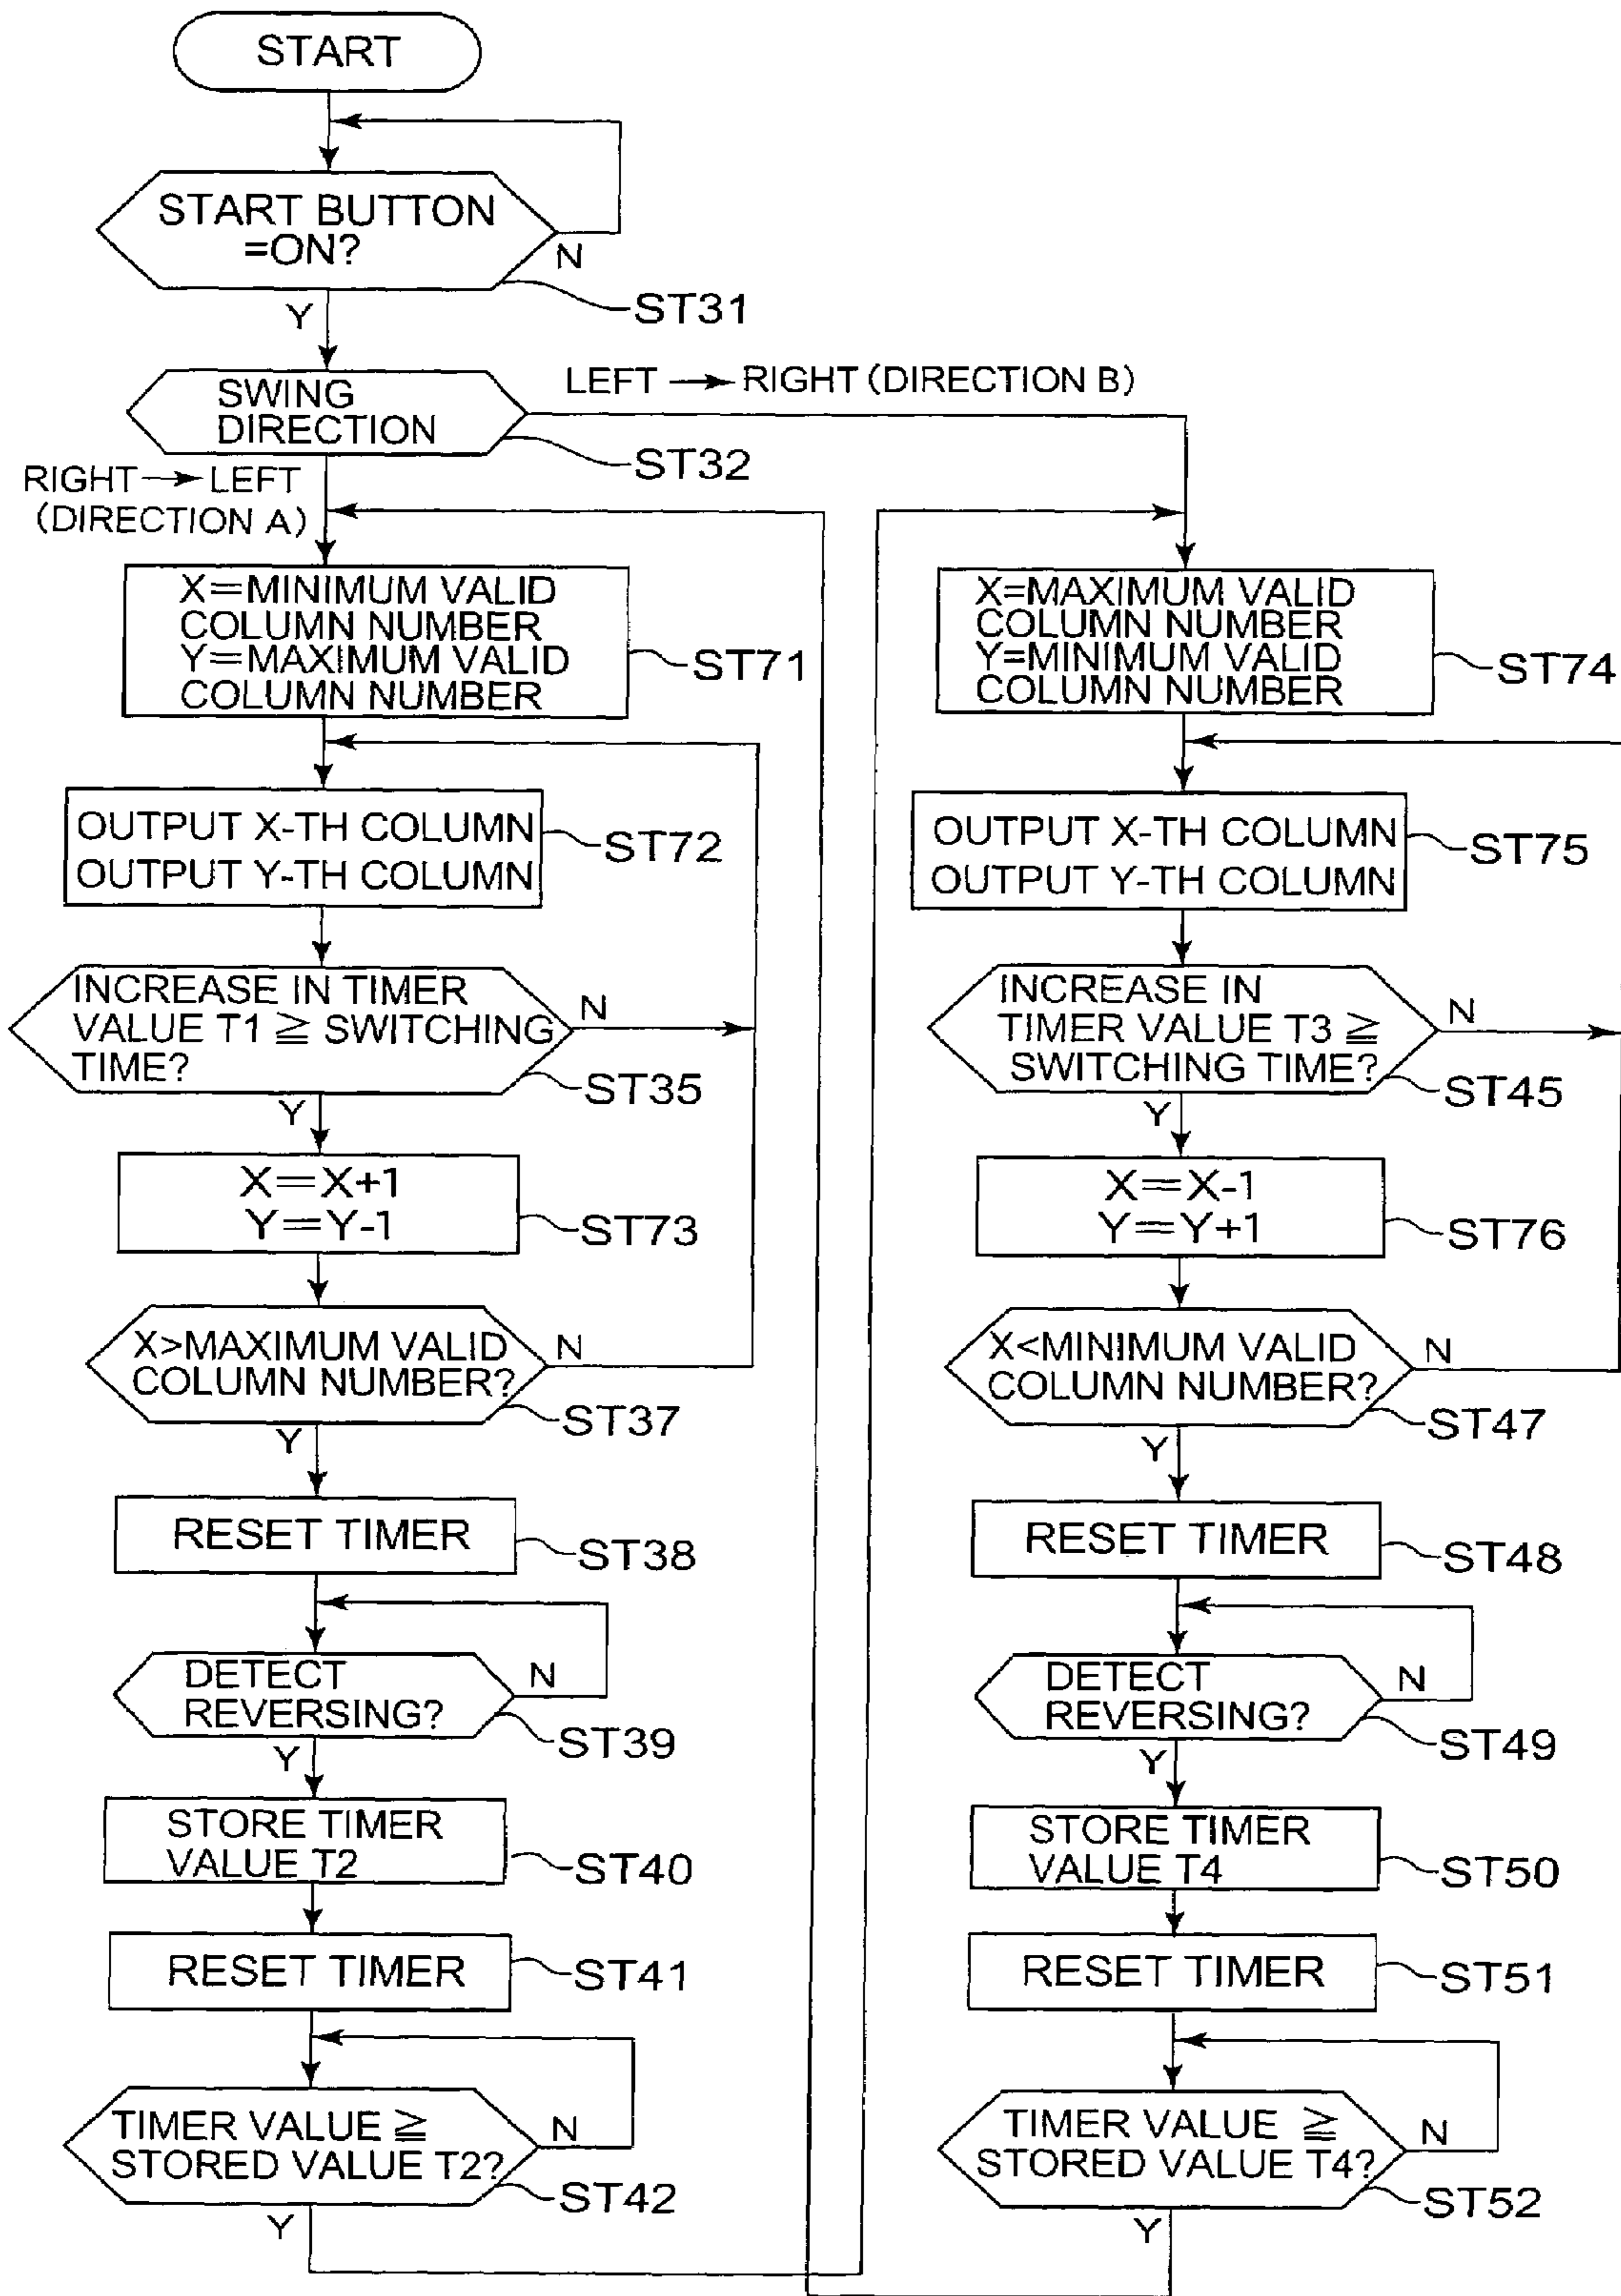 START
START BUTTON
=ON?
N
ST31
Y
SWING
DIRECTION
ST32
LEFT → RIGHT (DIRECTION B)
RIGHT → LEFT
(DIRECTION A)
X=MINIMUM VALID
COLUMN NUMBER
Y=MAXIMUM VALID
COLUMN NUMBER
ST71
OUTPUT X-TH COLUMN
OUTPUT Y-TH COLUMN
ST72
INCREASE IN TIMER
VALUE T1 ≧ SWITCHING
TIME?
N
ST35
Y
X=X+1
Y=Y-1
ST73
X>MAXIMUM VALID
COLUMN NUMBER?
N
ST37
Y
RESET TIMER
ST38
DETECT
REVERSING?
N
ST39
Y
STORE TIMER
VALUE T2
ST40
RESET TIMER
ST41
TIMER VALUE ≧
STORED VALUE T2?
N
ST42
Y
X=MAXIMUM VALID
COLUMN NUMBER
Y=MINIMUM VALID
COLUMN NUMBER
ST74
OUTPUT X-TH COLUMN
OUTPUT Y-TH COLUMN
ST75
INCREASE IN
TIMER VALUE T3 ≧
SWITCHING TIME?
N
ST45
Y
X=X-1
Y=Y+1
ST76
X<MINIMUM VALID
COLUMN NUMBER?
N
ST47
Y
RESET TIMER
ST48
DETECT
REVERSING?
N
ST49
Y
STORE TIMER
VALUE T4
ST50
RESET TIMER
ST51
TIMER VALUE ≧
STORED VALUE T4?
N
ST52
Y